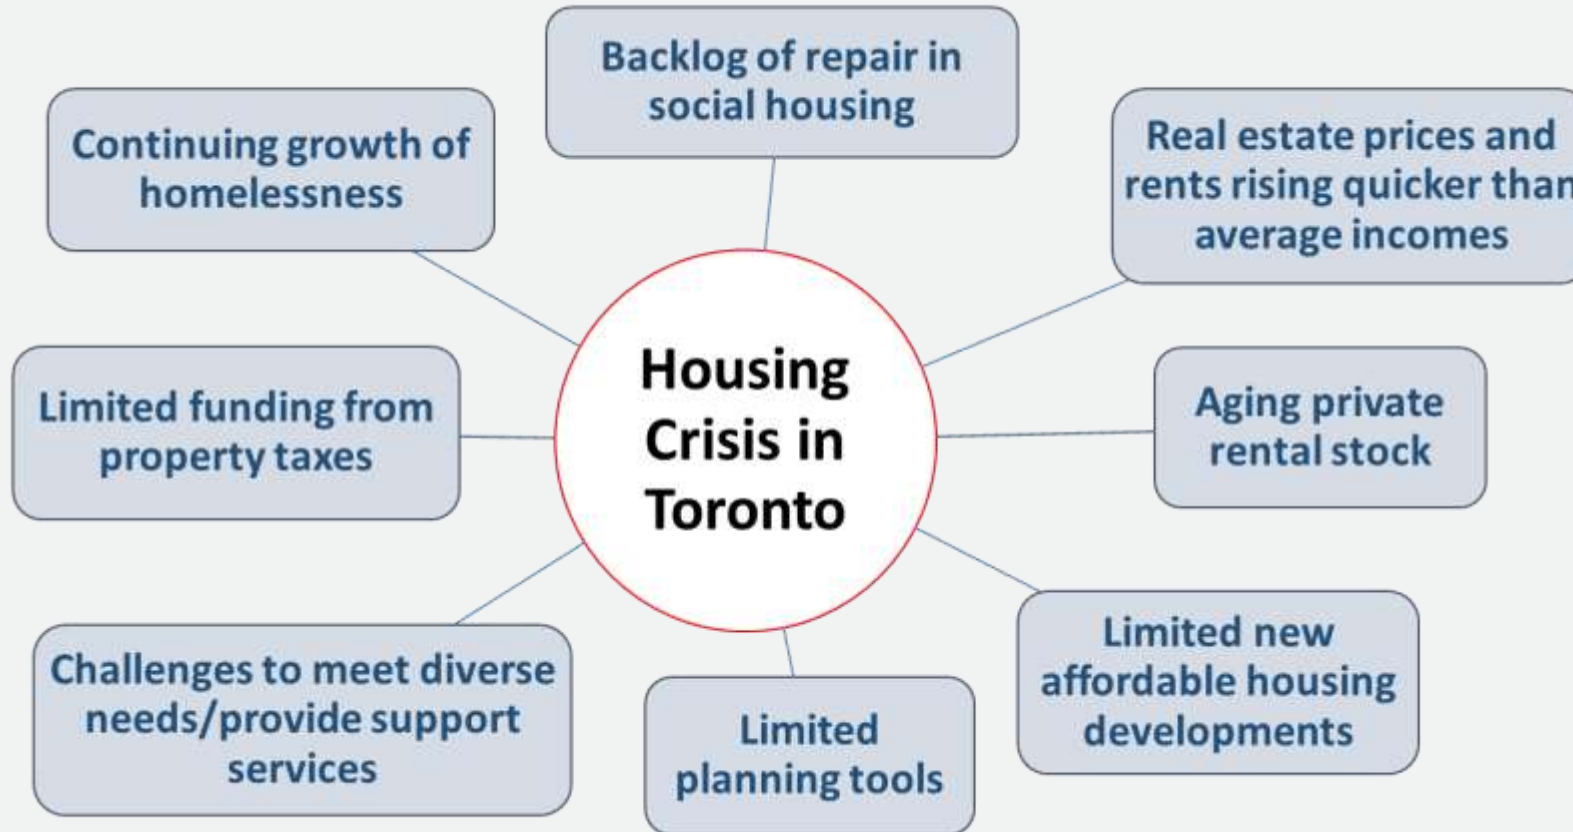 Backlog of repair in
social housing
Continuing growth of
homelessness
Real estate prices and
rents rising quicker than
average incomes
Housing
Crisis in
Toronto
Limited funding from
property taxes
Aging private
rental stock
Challenges to meet diverse
needs/provide support
services
Limited
planning tools
Limited new
affordable housing
developments